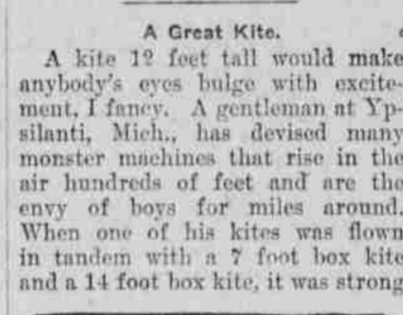 A Great Kite.
A kite 12 feet tall would make
anybody's eyes bulge with excite-
ment, I fancy. A gentleman at Yp-
silanti, Mich., has devised many
monster machines that rise in the
air hundreds of feet and are the
envy of boys for miles around.
When one of his kites was flown
in tandem with a 7 foot box kite
and a 14 foot box kite, it was strong